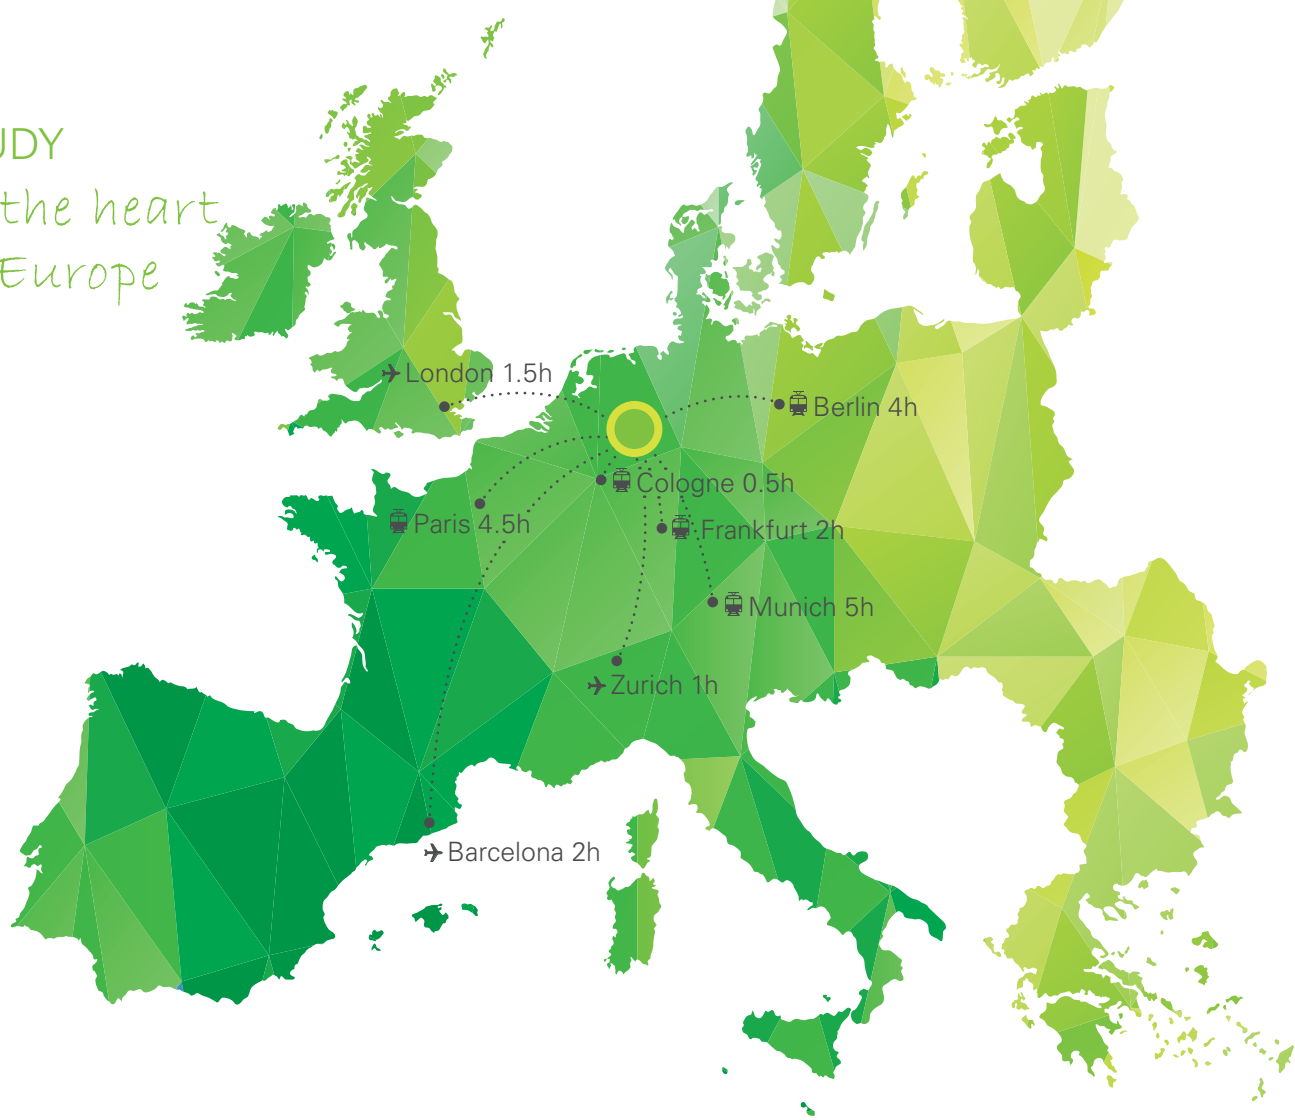 UDY
the heart
Europe
London 1.5h
Berlin 4h
Cologne 0.5h
Paris 4.5h
Frankfurt 2h
Munich 5h
Zurich 1h
Barcelona 2h